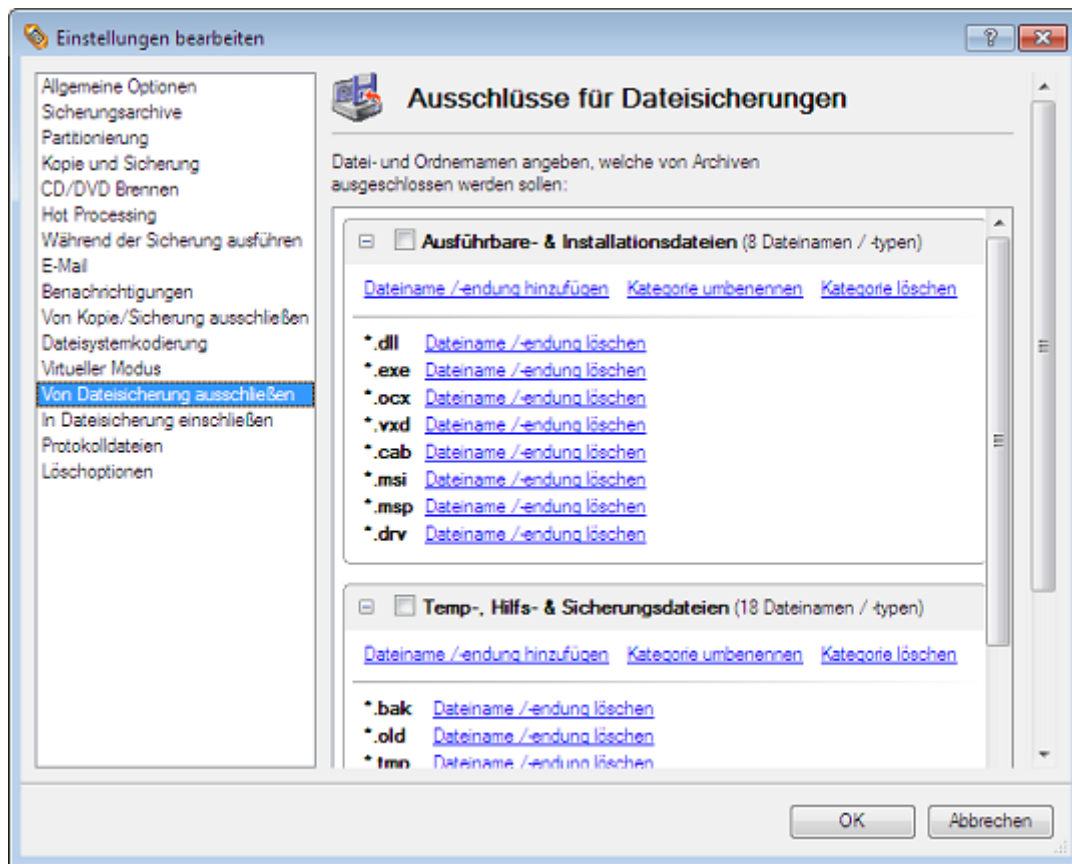 Einstellungen bearbeiten
Allgemeine Optionen
Sicherungsarchive
Partitionierung
Kopie und Sicherung
CD/DVD Brennen
Hot Processing
Während der Sicherung ausführen
E-Mail
Benachrichtigungen
Von Kopie/Sicherung ausschließen
Dateisystemkodierung
Virtueller Modus
Von Dateisicherung ausschließen
In Dateisicherung einschließen
Protokolldateien
Löschoptionen
Ausschlüsse für Dateisicherungen
Datei- und Ordnernamen angeben, welche von Archiven
ausgeschlossen werden sollen:
Ausführbare- & Installationsdateien (8 Dateinamen / -typen)
Dateiname /-endung hinzufügen Kategorie umbenennen Kategorie löschen
*.dll Dateiname /-endung löschen
*.exe Dateiname /-endung löschen
*.ocx Dateiname /-endung löschen
*.vxd Dateiname /-endung löschen
*.cab Dateiname /-endung löschen
*.msi Dateiname /-endung löschen
*.msp Dateiname /-endung löschen
*.drv Dateiname /-endung löschen
Temp-, Hilfs- & Sicherungsdateien (18 Dateinamen / -typen)
Dateiname /-endung hinzufügen Kategorie umbenennen Kategorie löschen
*.bak Dateiname /-endung löschen
*.old Dateiname /-endung löschen
*.tmp Dateiname /-endung löschen
OK Abbrechen